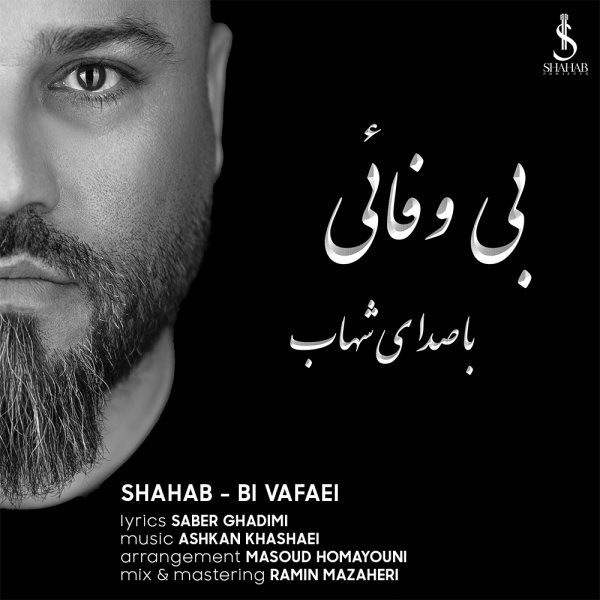 SHAHAB
PROJECTS
بی وفائی
با صدای شهاب
SHAHAB - BI VAFAEI
lyrics SABER GHADIMI
music ASHKAN KHASHAEI
arrangement MASOUD HOMAYOUNI
mix & mastering RAMIN MAZAHERI